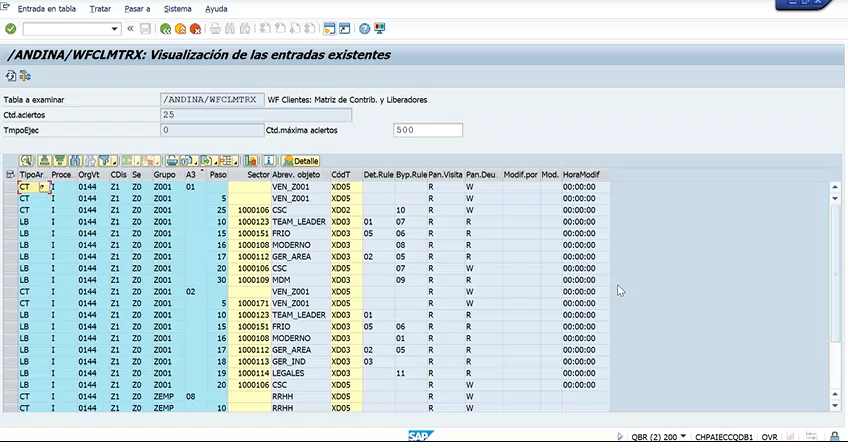 Entrada en tabla Tratar Pasar a Sistema Ayuda
/ANDINA/WFCLMTRX: Visualización de las entradas existentes
Tabla a examinar /ANDINA/WFCLMTRX WF Clientes: Matriz de Contrib. y Liberadores
Ctd.aciertos 25
TmpoEjec 0 Ctd.máxima aciertos 500
Detalle
TipoAr.. Proce.. OrgVt CDis Se Grupo A3 Paso Sector Abrev. objeto CódT Det.Rule Byp.Rule Pan.Visita Pan.Deu.. Modif.por Mod. HoraModif
CT I 0144 Z1 Z0 Z001 01 VEN_Z001 XD05 R W 00:00:00
CT I 0144 Z1 Z0 Z001 5 VEN_Z001 XD05 R W 00:00:00
CT I 0144 Z1 Z0 Z001 25 1000106 CSC XD02 10 R W 00:00:00
LB I 0144 Z1 Z0 Z001 10 1000123 TEAM_LEADER XD03 01 07 R R 00:00:00
LB I 0144 Z1 Z0 Z001 15 1000151 FRIO XD03 05 06 R R 00:00:00
LB I 0144 Z1 Z0 Z001 16 1000108 MODERNO XD03 08 R R 00:00:00
LB I 0144 Z1 Z0 Z001 17 1000112 GER_AREA XD03 02 05 R R 00:00:00
LB I 0144 Z1 Z0 Z001 20 1000106 CSC XD03 07 R W 00:00:00
LB I 0144 Z1 Z0 Z001 30 1000109 MDM XD03 09 R R 00:00:00
CT I 0144 Z1 Z0 Z001 02 VEN_Z001 XD05 R W 00:00:00
CT I 0144 Z1 Z0 Z001 5 1000171 VEN_Z001 XD05 R W 00:00:00
LB I 0144 Z1 Z0 Z001 10 1000123 TEAM_LEADER XD03 01 R R 00:00:00
LB I 0144 Z1 Z0 Z001 15 1000151 FRIO XD03 05 06 R R 00:00:00
LB I 0144 Z1 Z0 Z001 16 1000108 MODERNO XD03 01 R R 00:00:00
LB I 0144 Z1 Z0 Z001 17 1000112 GER_AREA XD03 02 05 R R 00:00:00
LB I 0144 Z1 Z0 Z001 18 1000113 GER_IND XD03 03 R R 00:00:00
LB I 0144 Z1 Z0 Z001 19 1000114 LEGALES XD03 11 R R 00:00:00
LB I 0144 Z1 Z0 Z001 20 1000106 CSC XD03 R W 00:00:00
CT I 0144 Z1 Z0 ZEMP 08 RRHH XD05 R W 00:00:00
CT I 0144 Z1 Z0 ZEMP 10 RRHH XD05 R W 00:00:00
SAP QBR (2) 200 CHPAIECCQDB1 OVR